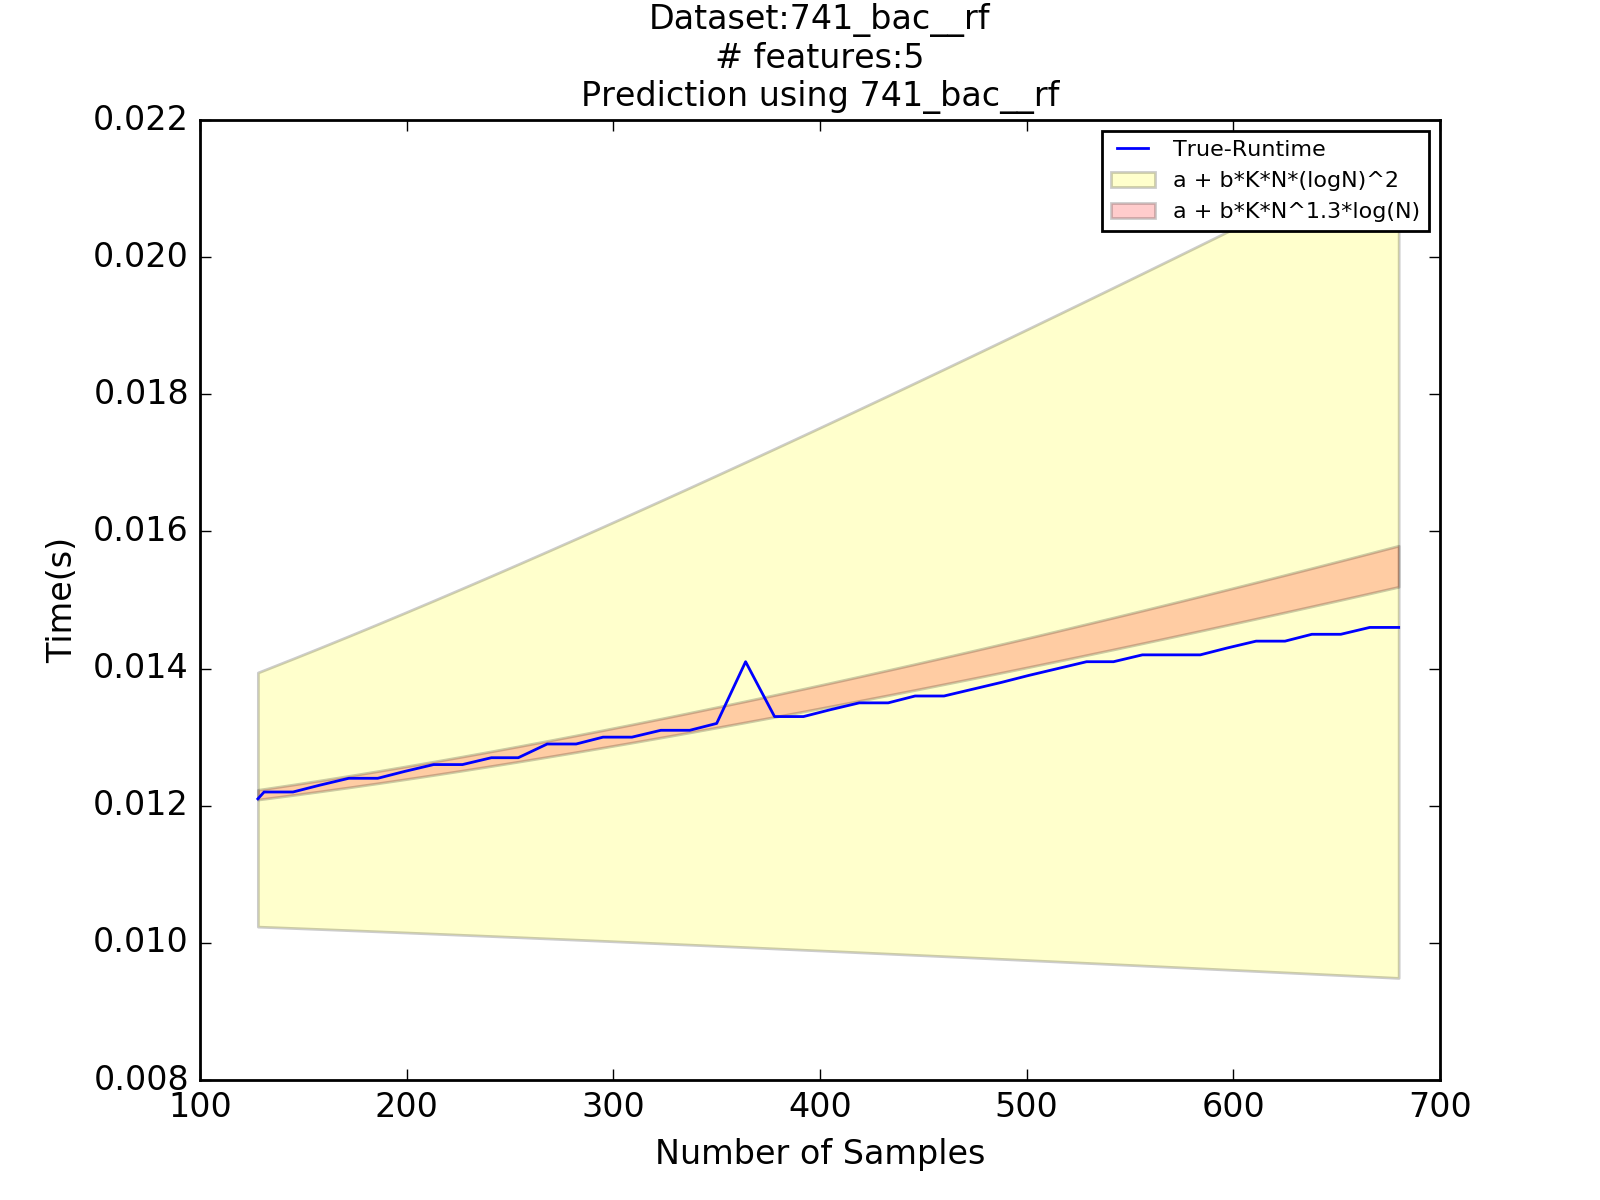 Dataset:741_bac__rf
# features:5
Prediction using 741_bac__rf
0.022
0.020
0.018
0.016
0.014
0.012
0.010
0.008
Time(s)
True-Runtime
a + b*K*N*(logN)^2
a + b*K*N^1.3*log(N)
100 200 300 400 500 600 700
Number of Samples